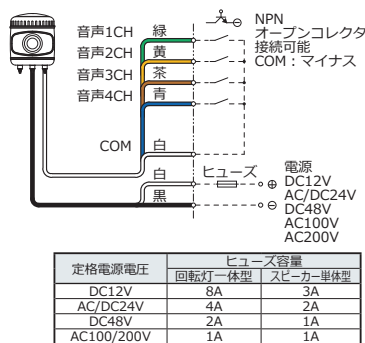 音声1CH 緑
音声2CH 黄
音声3CH 茶
音声4CH 青
COM 白
NPN
オープンコレクタ
接続可能
COM：マイナス
白 ヒューズ ⊕
黒 ⊖
電源
DC12V
AC/DC24V
DC48V
AC100V
AC200V
定格電源電圧 ヒューズ容量
回転灯一体型 スピーカー単体型
DC12V 8A 3A
AC/DC24V 4A 2A
DC48V 2A 1A
AC100/200V 1A 1A